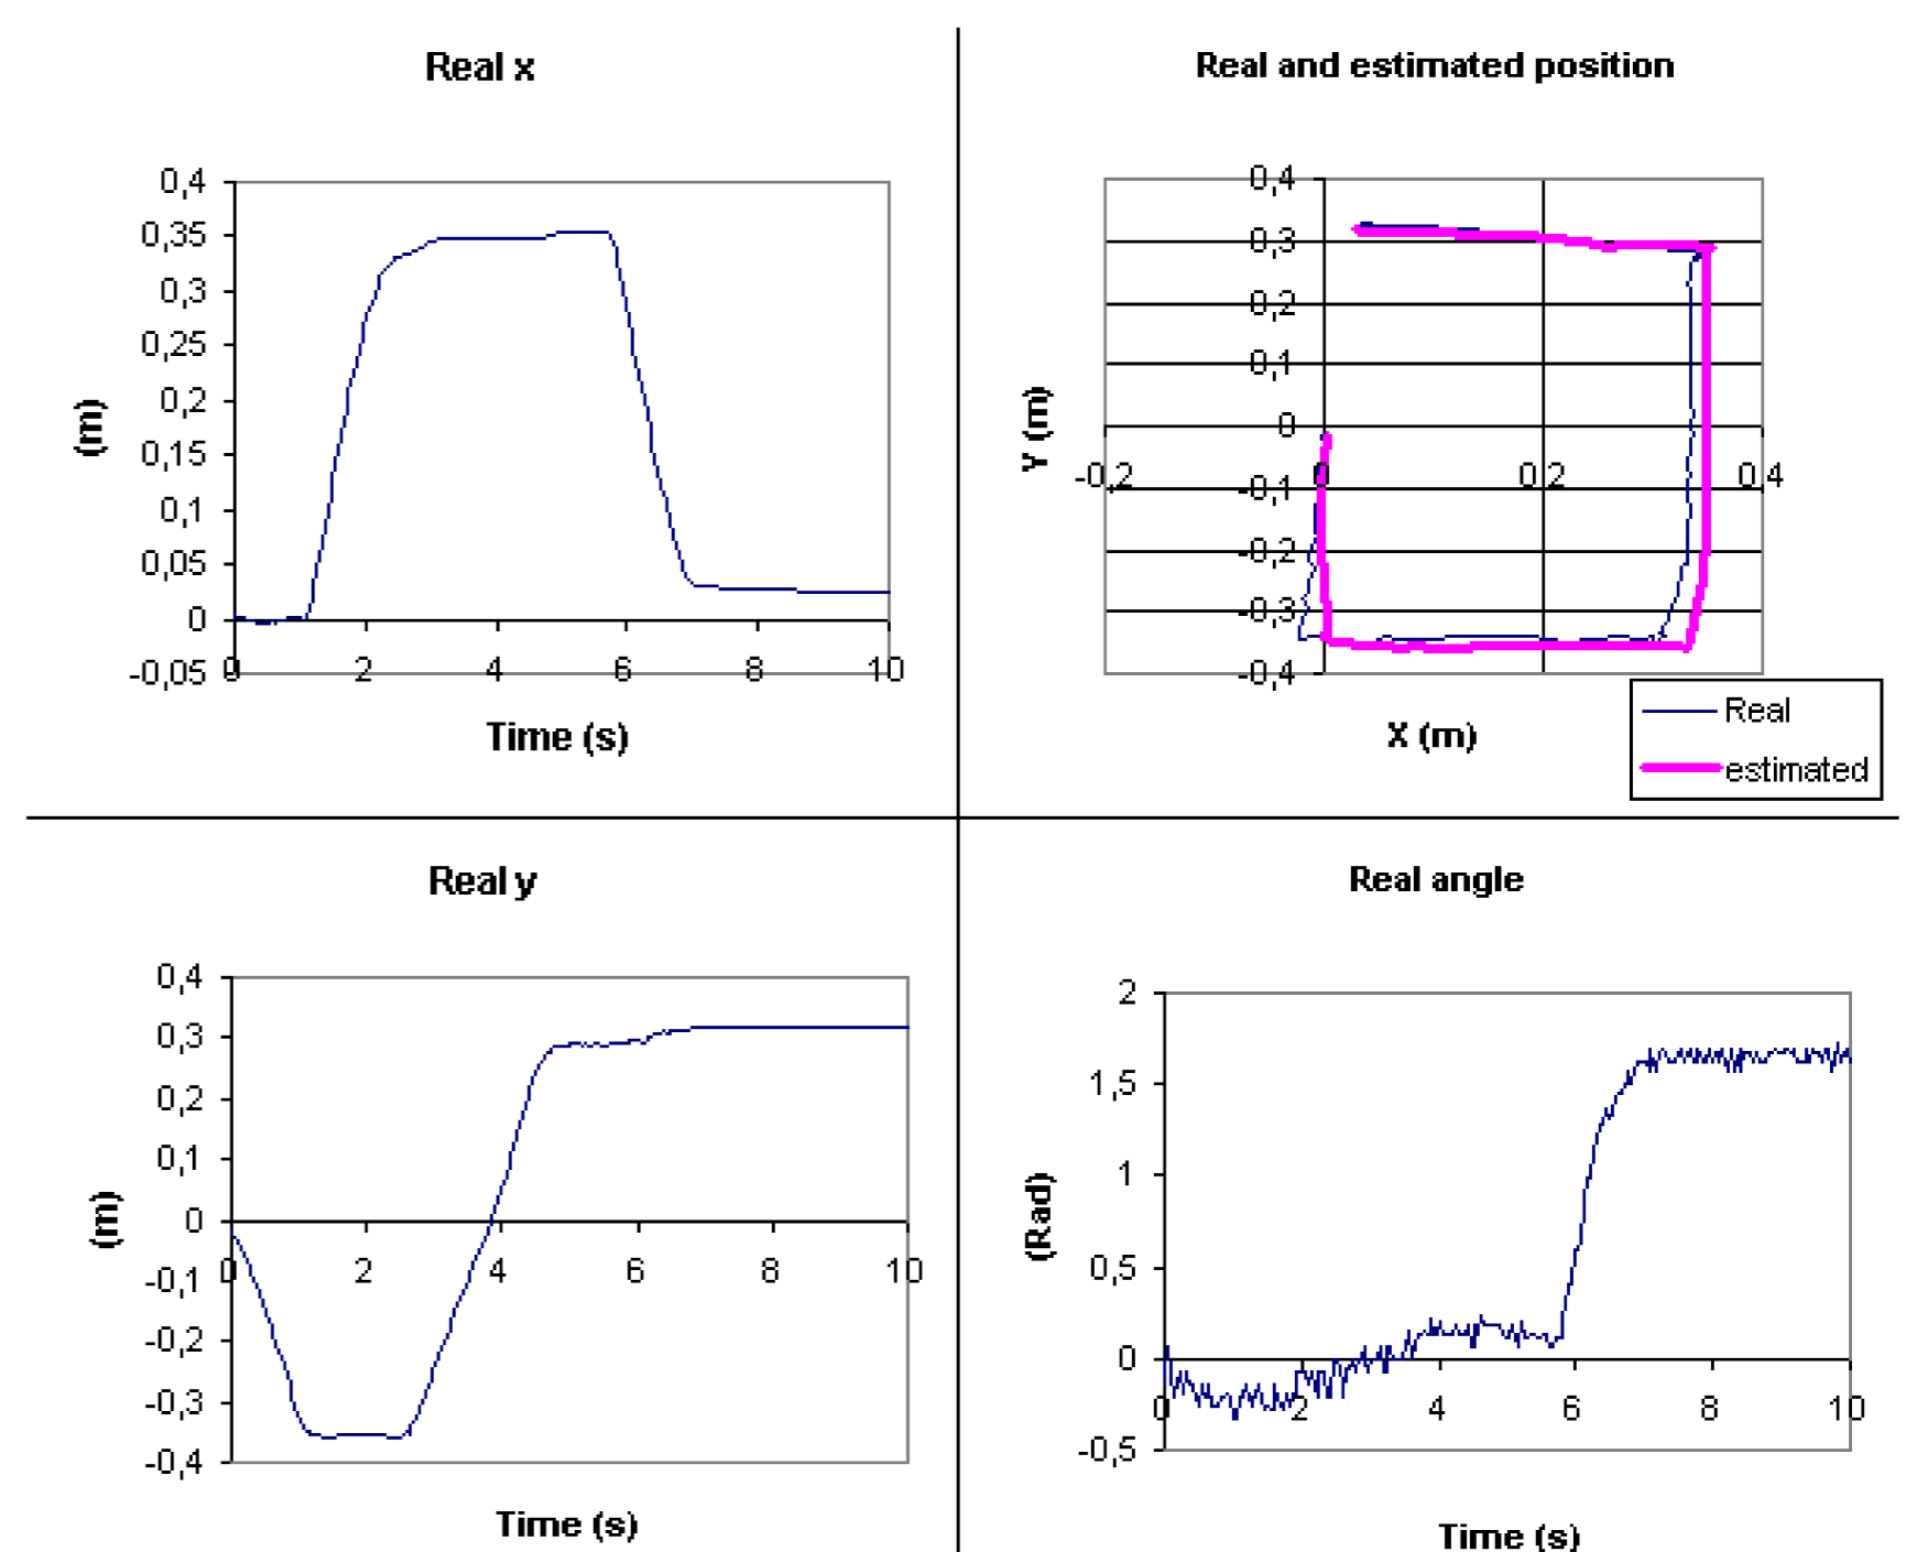 Real x
0,4
0,35
0,3
0,25
0,2
0,15
0,1
0,05
0
-0,05
(m)
0 2 4 6 8 10
Time (s)
Real and estimated position
0,4
0,3
0,2
0,1
0
-0,1
-0,2
-0,3
-0,4
Y (m)
-0,2 0 0,2 0,4
X (m)
Real
estimated
Real y
0,4
0,3
0,2
0,1
0
-0,1
-0,2
-0,3
-0,4
(m)
0 2 4 6 8 10
Time (s)
Real angle
2
1,5
1
0,5
0
-0,5
(Rad)
0 2 4 6 8 10
Time (s)